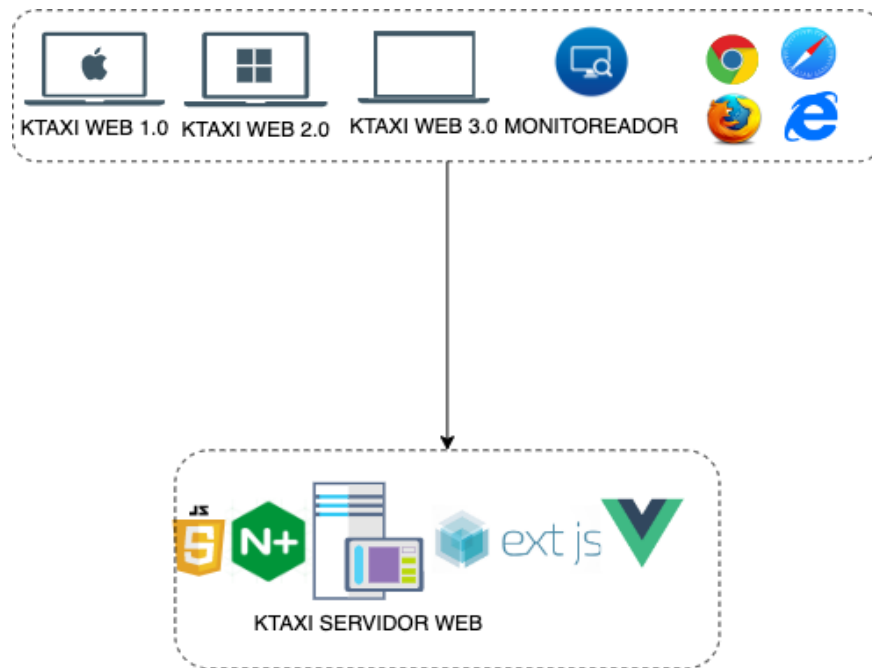 KTAXI WEB 1.0
KTAXI WEB 2.0
KTAXI WEB 3.0
MONITOREADOR
JS
5
N+
ext js
KTAXI SERVIDOR WEB